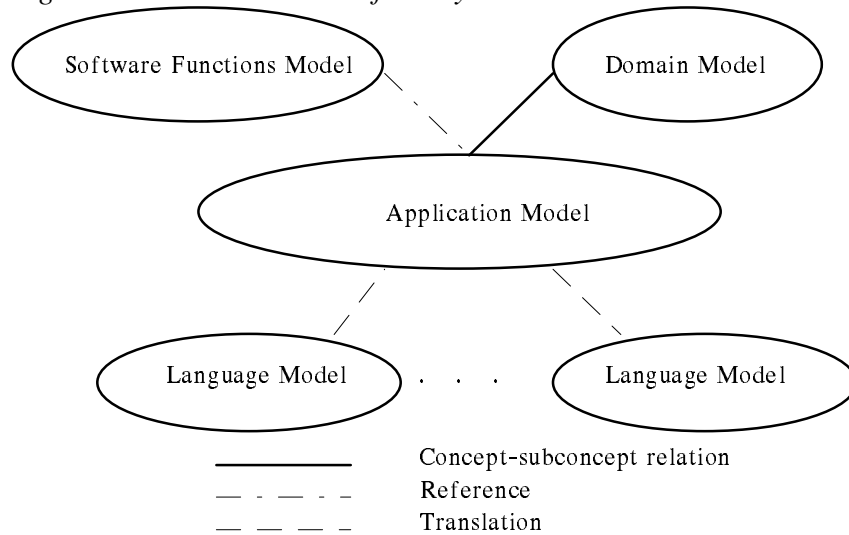 Software Functions Model
Domain Model
Application Model
Language Model
. . .
Language Model
Concept-subconcept relation
Reference
Translation